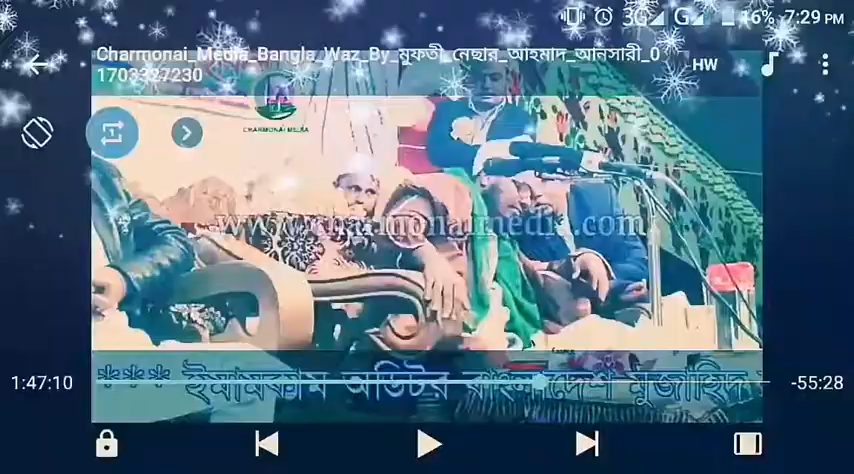 3G G 16% 7:29 PM
Charmonai_Media_Bangla_Waz_By_মুফতী_নেছার_আহমাদ_আনসারী_0
1703327230
HW
CHARMONAI MEDIA
www.charmonaimedia.com
*** ইমামকাম অডিটর বাংলাদেশ মুজাহিদ
1:47:10
-55:28